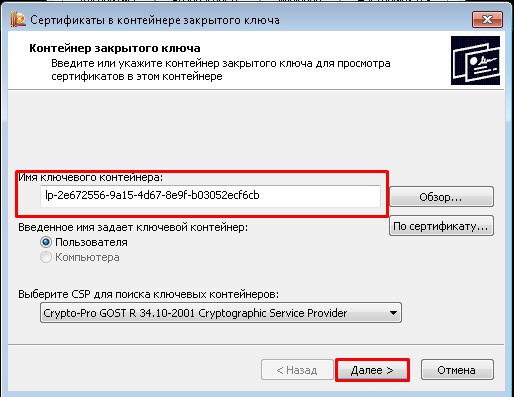 Сертификаты в контейнере закрытого ключа
Контейнер закрытого ключа
Введите или укажите контейнер закрытого ключа для просмотра
сертификатов в этом контейнере
Имя ключевого контейнера:
lp-2e672556-9a15-4d67-8e9f-b03052ecf6cb
Обзор...
Введенное имя задает ключевой контейнер:
По сертификату...
Пользователя
Компьютера
Выберите CSP для поиска ключевых контейнеров:
Crypto-Pro GOST R 34.10-2001 Cryptographic Service Provider
< Назад
Далее >
Отмена